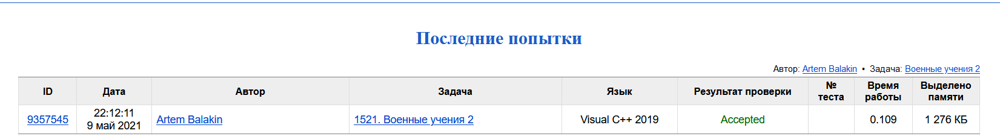 Последние попытки
Автор: Artem Balakin • Задача: Военные учения 2
ID Дата Автор Задача Язык Результат проверки № теста Время работы Выделено памяти
9357545 22:12:11 9 май 2021 Artem Balakin 1521. Военные учения 2 Visual C++ 2019 Accepted 0.109 1 276 КБ